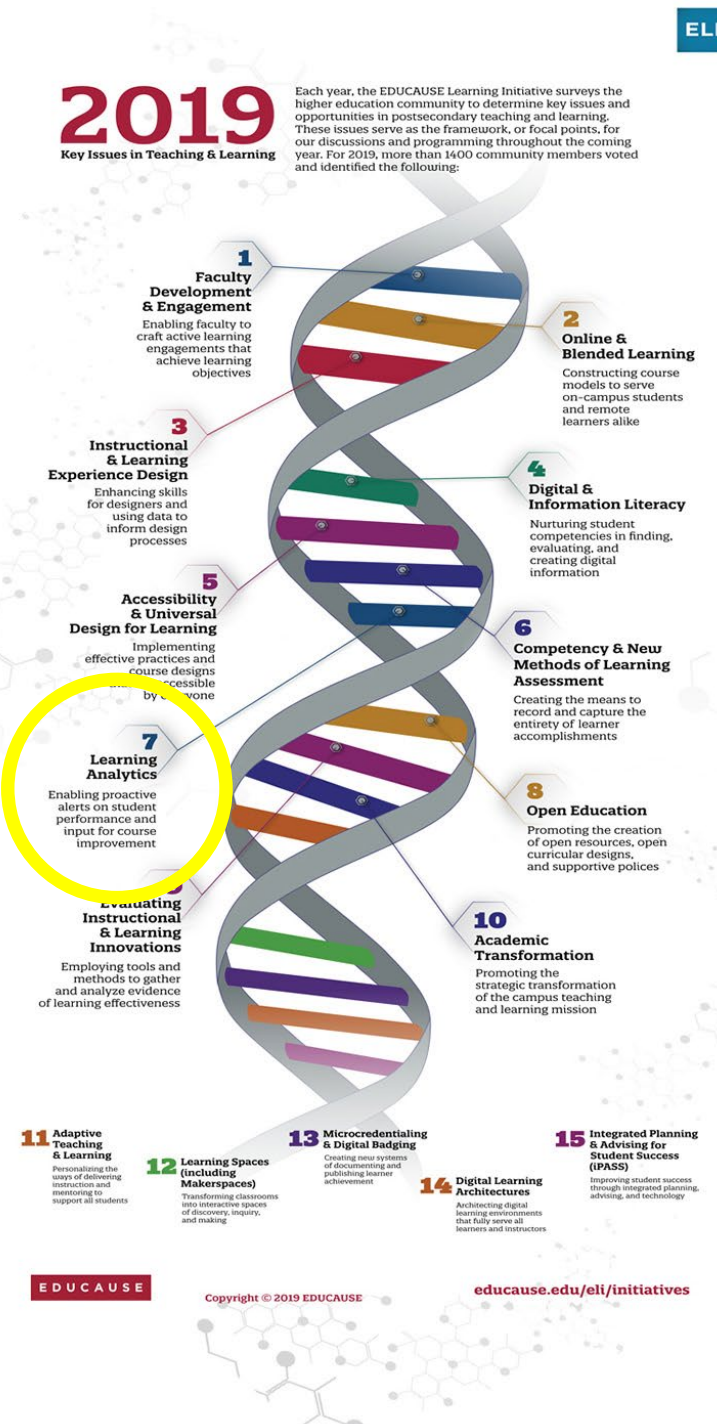 ELI
2019
Key Issues in Teaching & Learning
Each year, the EDUCAUSE Learning Initiative surveys the
higher education community to determine key issues and
opportunities in postsecondary teaching and learning.
These issues serve as the framework, or focal points, for
our discussions and programming throughout the coming
year. For 2019, more than 1400 community members voted
and identified the following:
1
Faculty
Development
& Engagement
Enabling faculty to
craft active learning
engagements that
achieve learning
objectives
2
Online &
Blended Learning
Constructing course
models to serve
on-campus students
and remote
learners alike
3
Instructional
& Learning
Experience Design
Enhancing skills
for designers and
using data to
inform design
processes
4
Digital &
Information Literacy
Nurturing student
competencies in finding,
evaluating, and
creating digital
information
5
Accessibility
& Universal
Design for Learning
Implementing
effective practices and
course designs
accessible
by everyone
6
Competency & New
Methods of Learning
Assessment
Creating the means to
record and capture the
entirety of learner
accomplishments
7
Learning
Analytics
Enabling proactive
alerts on student
performance and
input for course
improvement
8
Open Education
Promoting the creation
of open resources, open
curricular designs,
and supportive polices
9
Evaluating
Instructional
& Learning
Innovations
Employing tools and
methods to gather
and analyze evidence
of learning effectiveness
10
Academic
Transformation
Promoting the
strategic transformation
of the campus teaching
and learning mission
11 Adaptive
Teaching
& Learning
Personalizing the
ways of delivering
instruction and
mentoring to
support all students
12 Learning Spaces
(including
Makerspaces)
Transforming classrooms
into interactive spaces
of discovery, inquiry,
and making
13 Microcredentialing
& Digital Badging
Creating new systems
of documenting and
publishing learner
achievement
14 Digital Learning
Architectures
Architecting digital
learning environments
that fully serve all
learners and instructors
15 Integrated Planning
& Advising for
Student Success
(iPASS)
Improving student success
through integrated planning,
advising, and technology
EDUCAUSE
Copyright © 2019 EDUCAUSE
educause.edu/eli/initiatives